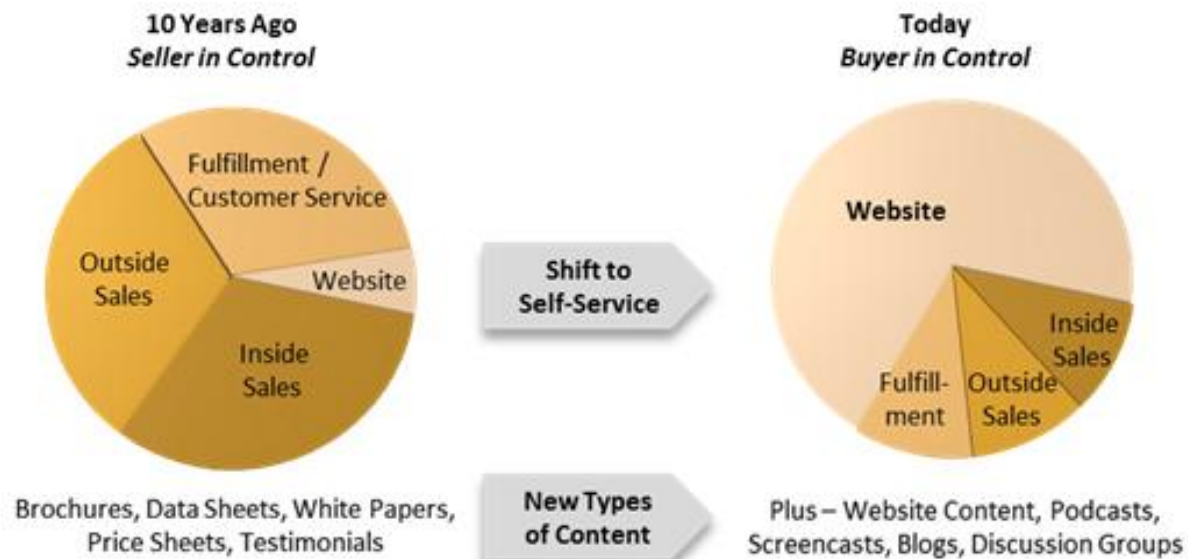 10 Years Ago
Seller in Control
Fulfillment /
Customer Service
Outside
Sales
Website
Inside
Sales
Brochures, Data Sheets, White Papers,
Price Sheets, Testimonials
Shift to
Self-Service
New Types
of Content
Today
Buyer in Control
Website
Inside
Sales
Fulfill-
ment
Outside
Sales
Plus – Website Content, Podcasts,
Screencasts, Blogs, Discussion Groups